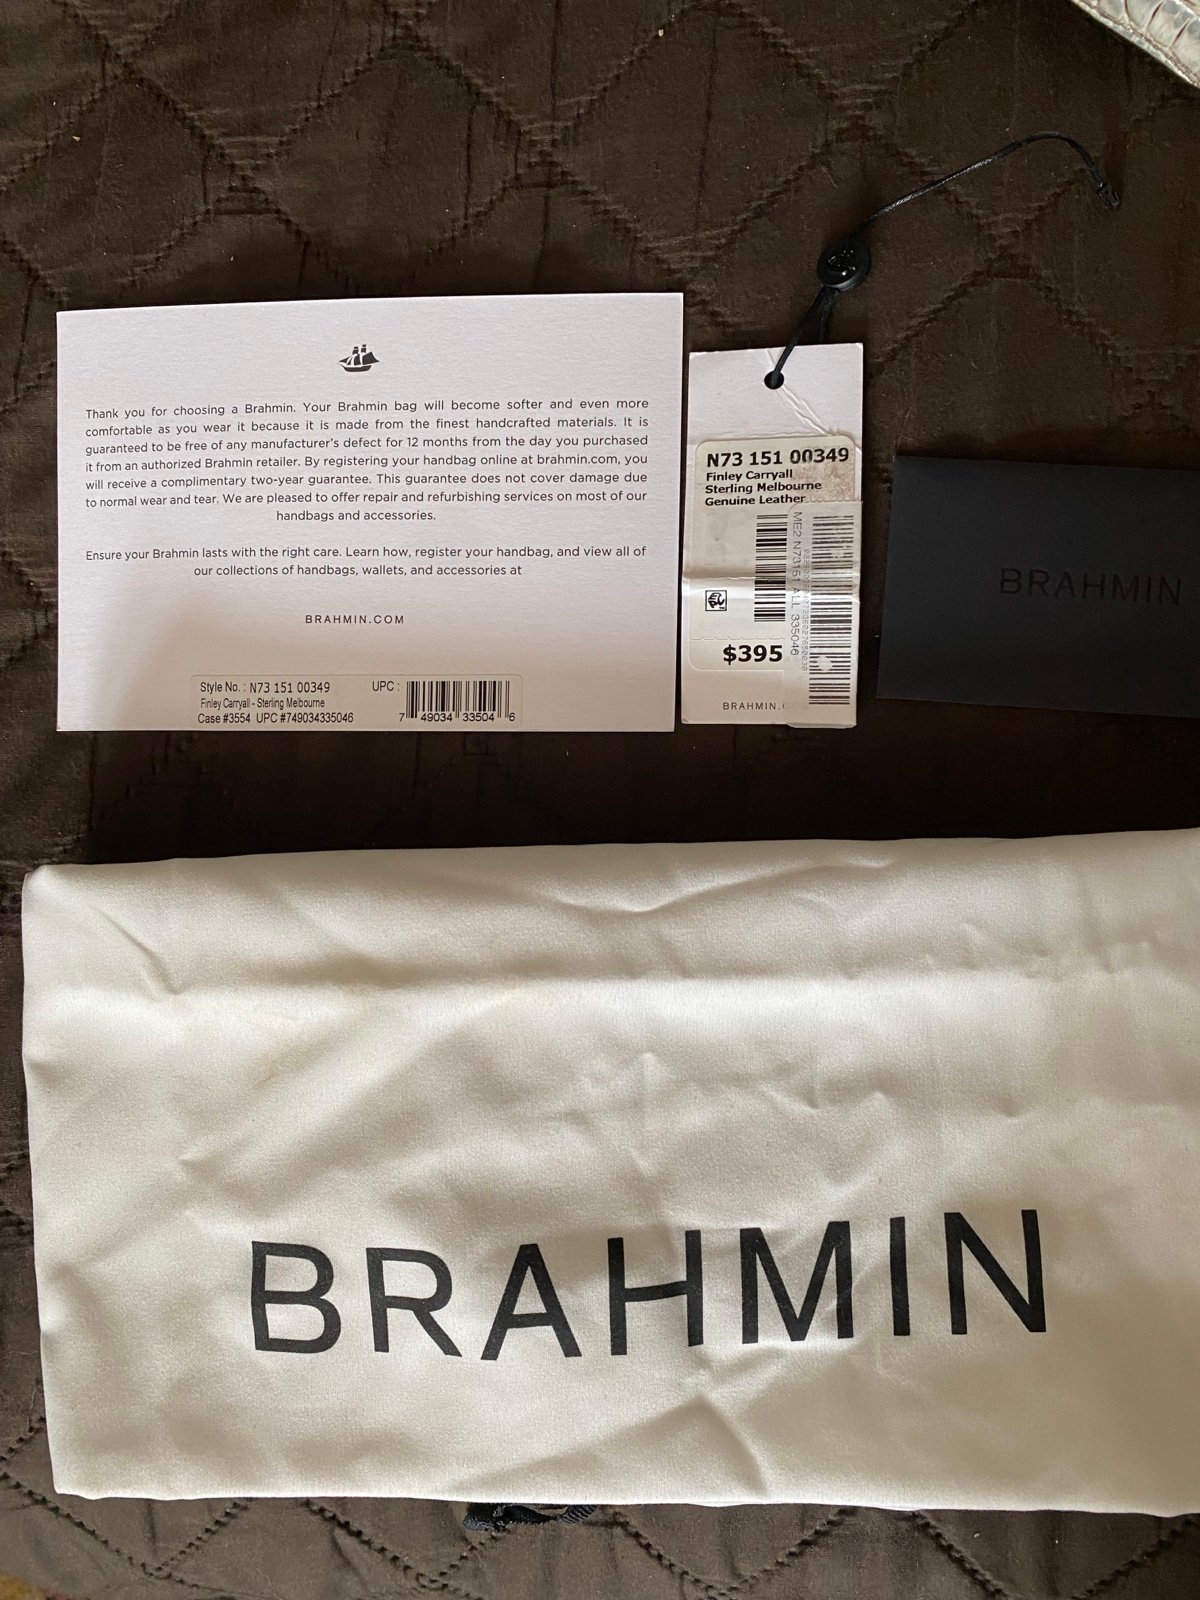 Thank you for choosing a Brahmin. Your Brahmin bag will become softer and even more
comfortable as you wear it because it is made from the finest handcrafted materials. It is
guaranteed to be free of any manufacturer's defect for 12 months from the day you purchased
it from an authorized Brahmin retailer. By registering your handbag online at brahmin.com, you
will receive a complimentary two-year guarantee. This guarantee does not cover damage due
to normal wear and tear. We are pleased to offer repair and refurbishing services on most of our
handbags and accessories.
Ensure your Brahmin lasts with the right care. Learn how, register your handbag, and view all of
our collections of handbags, wallets, and accessories at
BRAHMIN.COM
Style No. : N73 151 00349 UPC :
Finley Carryall - Sterling Melbourne
Case #3554 UPC #749034335046
7 49034 33504 6
N73 151 00349
Finley Carryall
Sterling Melbourne
Genuine Leather
ME2 N73151 ALL 335046
$395
BRAHMIN.
BRAHMIN
BRAHMIN